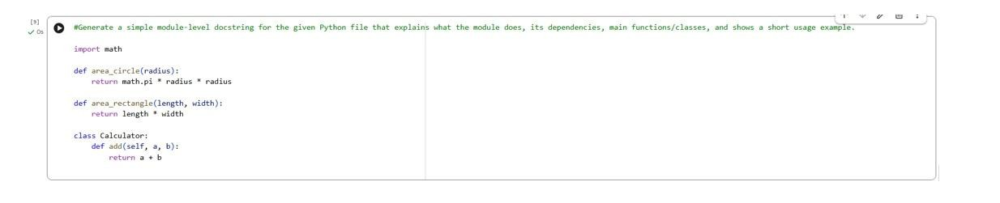 [9]
0s
#Generate a simple module-level docstring for the given Python file that explains what the module does, its dependencies, main functions/classes, and shows a short usage example.
import math
def area_circle(radius):
    return math.pi * radius * radius
def area_rectangle(length, width):
    return length * width
class Calculator:
    def add(self, a, b):
        return a + b